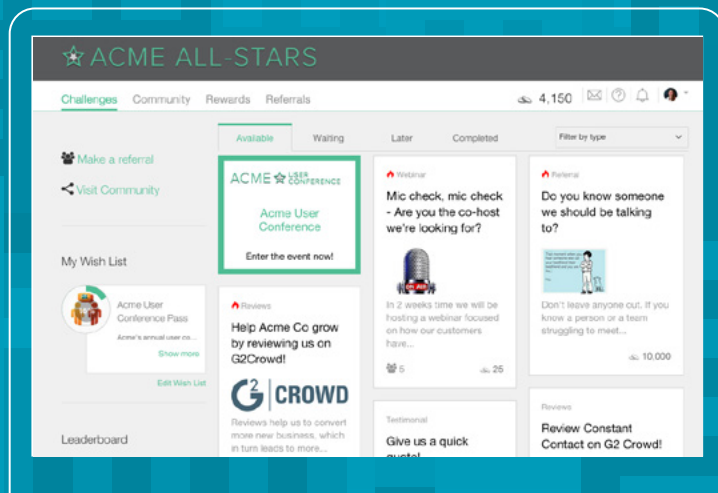 ACME ALL-STARS
Challenges Community Rewards Referrals
4,150
Available Waiting Later Completed
Filter by type
Make a referral
Visit Community
My Wish List
Acme User
Conference Pass
Acme's annual user co...
Show more
Edit Wish List
Leaderboard
ACME USER CONFERENCE
Acme User
Conference
Enter the event now!
Reviews
Help Acme Co grow
by reviewing us on
G2Crowd!
G2 CROWD
Reviews help us to convert
more new business, which
in turn leads to more...
Webinar
Mic check, mic check
- Are you the co-host
we're looking for?
ON AIR
In 2 weeks time we will be
hosting a webinar focused
on how our customers
have...
5 25
Testimonial
Give us a quick
quote!
Referral
Do you know someone
we should be talking
to?
Don't leave anyone out. If you
know a person or a team
struggling to meet...
10,000
Reviews
Review Constant
Contact on G2 Crowd!